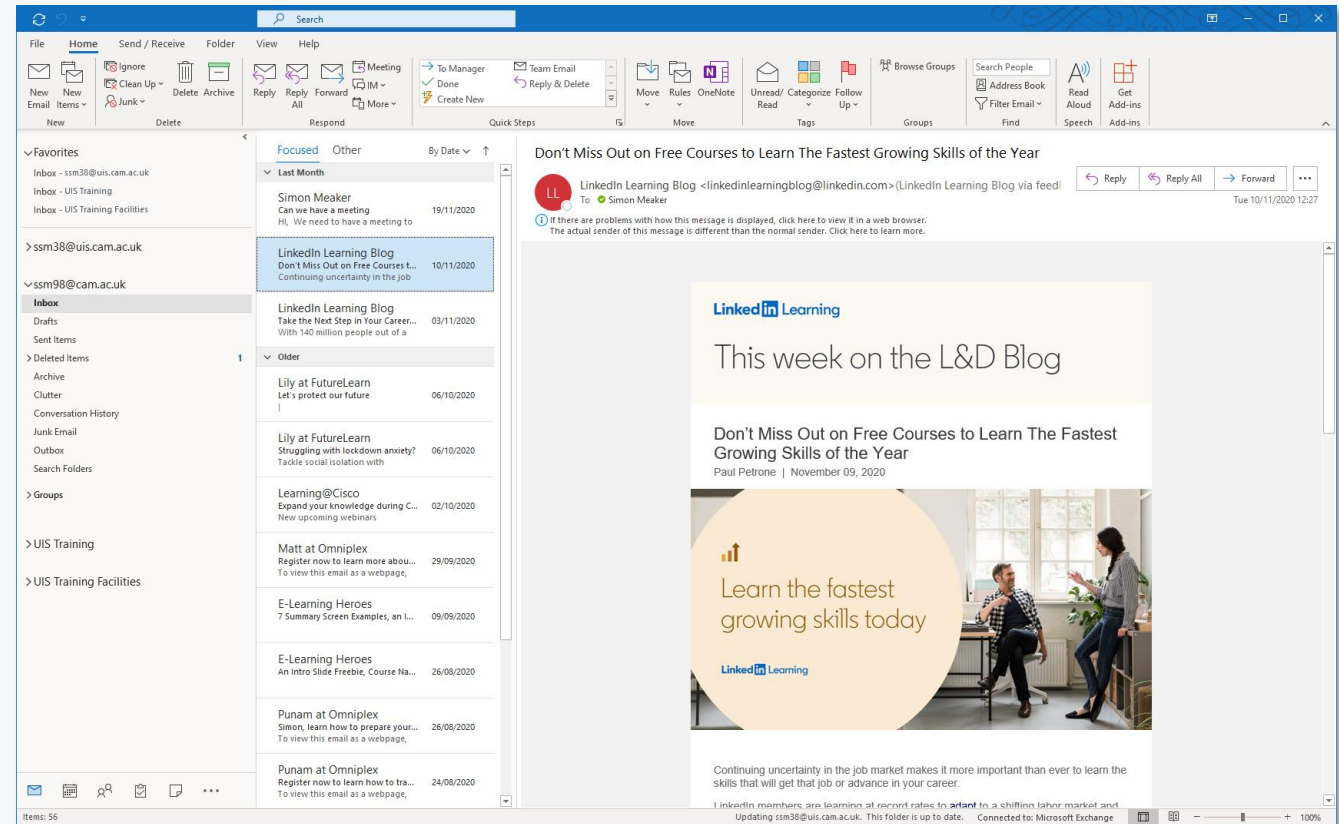 Search
File Home Send / Receive Folder View Help
New Email
New Items
Ignore
Clean Up
Junk
Delete
Archive
Reply
Reply All
Forward
Meeting
IM
More
To Manager
Done
Create New
Team Email
Reply & Delete
Move
Rules
OneNote
Unread/ Read
Categorize
Follow Up
Browse Groups
Search People
Address Book
Filter Email
Read Aloud
Get Add-ins
New Delete Respond Quick Steps Move Tags Groups Find Speech Add-ins
Favorites
Inbox - ssm38@uis.cam.ac.uk
Inbox - UIS Training
Inbox - UIS Training Facilities
ssm38@uis.cam.ac.uk
ssm98@cam.ac.uk
Inbox
Drafts
Sent Items
Deleted Items 1
Archive
Clutter
Conversation History
Junk Email
Outbox
Search Folders
Groups
UIS Training
UIS Training Facilities
Focused Other By Date
Last Month
Simon Meaker
Can we have a meeting 19/11/2020
HI, We need to have a meeting to
LinkedIn Learning Blog
Don't Miss Out on Free Courses t... 10/11/2020
Continuing uncertainty in the job
LinkedIn Learning Blog
Take the Next Step in Your Career... 03/11/2020
With 140 million people out of a
Older
Lily at FutureLearn
Let's protect our future 06/10/2020
Lily at FutureLearn
Struggling with lockdown anxiety? 06/10/2020
Tackle social isolation with
Learning@Cisco
Expand your knowledge during C... 02/10/2020
New upcoming webinars
Matt at Omniplex
Register now to learn more abou... 29/09/2020
To view this email as a webpage,
E-Learning Heroes
7 Summary Screen Examples, an I... 09/09/2020
E-Learning Heroes
An Intro Slide Freebie, Course Na... 26/08/2020
Punam at Omniplex
Simon, learn how to prepare your... 26/08/2020
To view this email as a webpage,
Punam at Omniplex
Register now to learn how to tra... 24/08/2020
To view this email as a webpage,
Don't Miss Out on Free Courses to Learn The Fastest Growing Skills of the Year
LL
LinkedIn Learning Blog <linkedinlearningblog@linkedin.com>(LinkedIn Learning Blog via feed
To Simon Meaker
Reply Reply All Forward ...
Tue 10/11/2020 12:27
If there are problems with how this message is displayed, click here to view it in a web browser.
The actual sender of this message is different than the normal sender. Click here to learn more.
Linked in Learning
This week on the L&D Blog
Don't Miss Out on Free Courses to Learn The Fastest
Growing Skills of the Year
Paul Petrone | November 09, 2020
Learn the fastest
growing skills today
Linked in Learning
Continuing uncertainty in the job market makes it more important than ever to learn the
skills that will get that job or advance in your career.
LinkedIn members are learning at record rates to adapt to a shifting labor market and
Items: 56
Updating ssm38@uis.cam.ac.uk. This folder is up to date. Connected to: Microsoft Exchange 100%